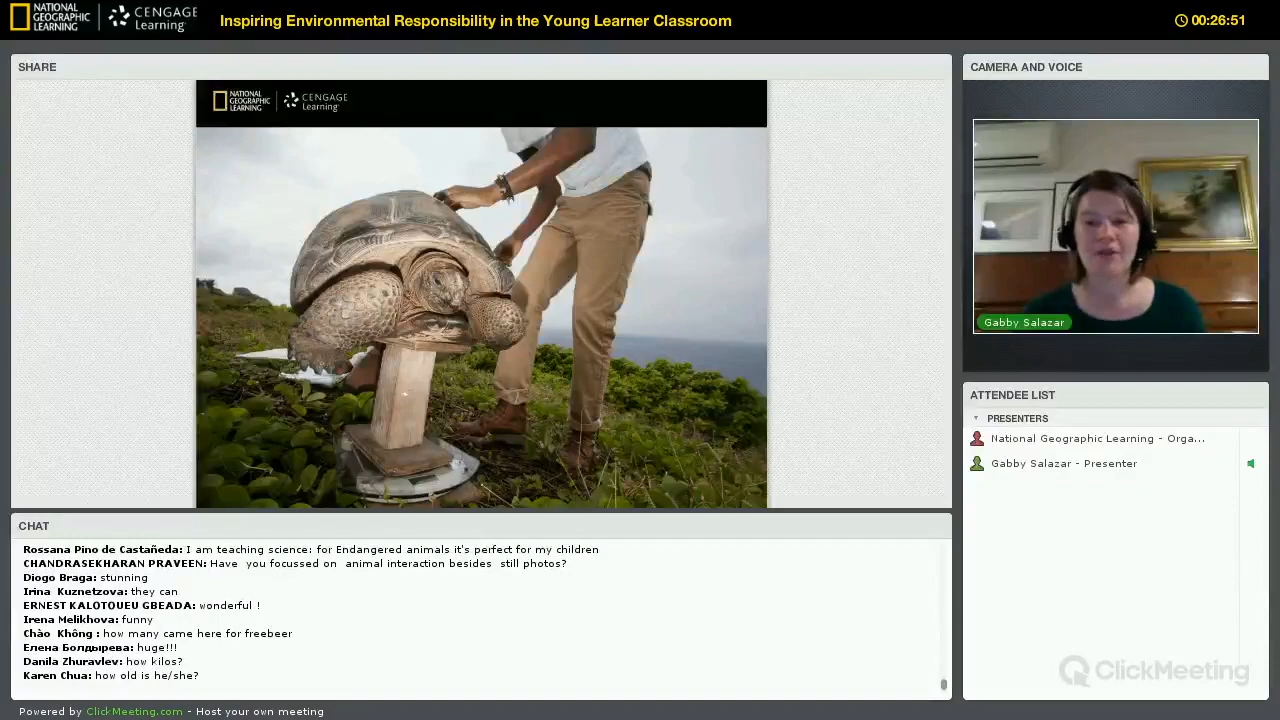 NATIONAL
GEOGRAPHIC
LEARNING
CENGAGE
Learning
Inspiring Environmental Responsibility in the Young Learner Classroom
00:26:51
SHARE
NATIONAL
GEOGRAPHIC
LEARNING
CENGAGE
Learning
CAMERA AND VOICE
Gabby Salazar
ATTENDEE LIST
PRESENTERS
National Geographic Learning - Orga...
Gabby Salazar - Presenter
CHAT
Rossana Pino de Castañeda: I am teaching science: for Endangered animals it's perfect for my children
CHANDRASEKHARAN PRAVEEN: Have you focussed on animal interaction besides still photos?
Diogo Braga: stunning
Irina Kuznetzova: they can
ERNEST KALOTOUEU GBEADA: wonderful !
Irena Melikhova: funny
Chào Không : how many came here for freebeer
Елена Болдырева: huge!!!
Danila Zhuravlev: how kilos?
Karen Chua: how old is he/she?
ClickMeeting
Powered by ClickMeeting.com - Host your own meeting